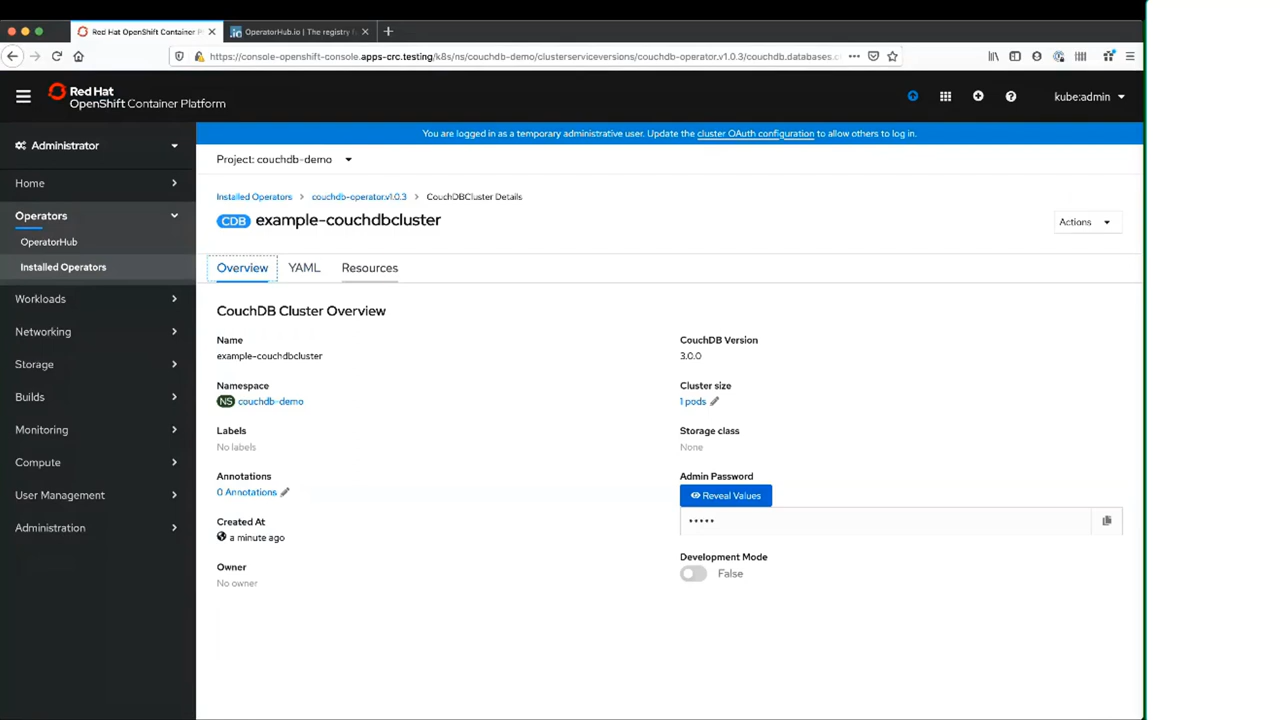 Red Hat OpenShift Container P
OperatorHub.io | The registry
https://console-openshift-console.apps-crc.testing/k8s/ns/couchdb-demo/clusterserviceversions/couchdb-operator.v1.0.3/couchdb.databases.c
Red Hat
OpenShift Container Platform
kube:admin
You are logged in as a temporary administrative user. Update the cluster OAuth configuration to allow others to log in.
Administrator
Home
Operators
OperatorHub
Installed Operators
Workloads
Networking
Storage
Builds
Monitoring
Compute
User Management
Administration
Project: couchdb-demo
Installed Operators > couchdb-operator.v1.0.3 > CouchDBCluster Details
CDB example-couchdbcluster
Actions
Overview YAML Resources
CouchDB Cluster Overview
Name
example-couchdbcluster
Namespace
NS couchdb-demo
Labels
No labels
Annotations
0 Annotations
Created At
a minute ago
Owner
No owner
CouchDB Version
3.0.0
Cluster size
1 pods
Storage class
None
Admin Password
Reveal Values
•••••
Development Mode
False